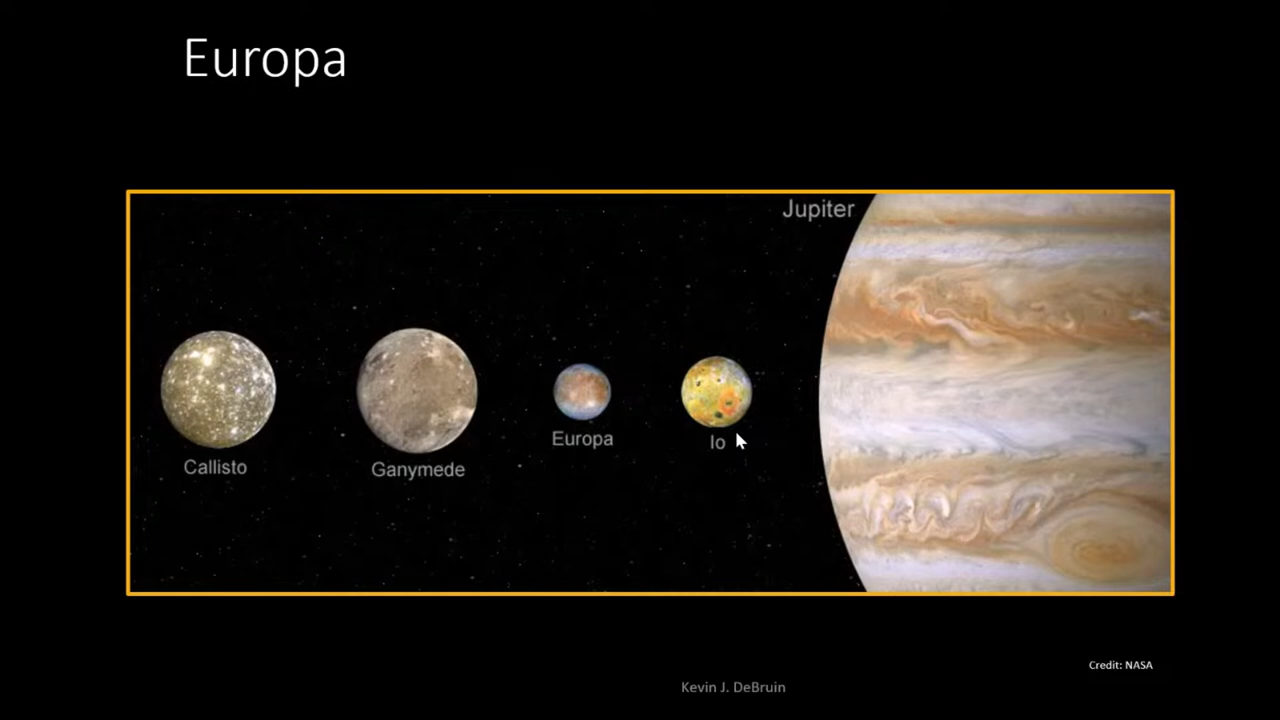 Europa
Jupiter
Callisto
Ganymede
Europa
Io
Credit: NASA
Kevin J. DeBruin